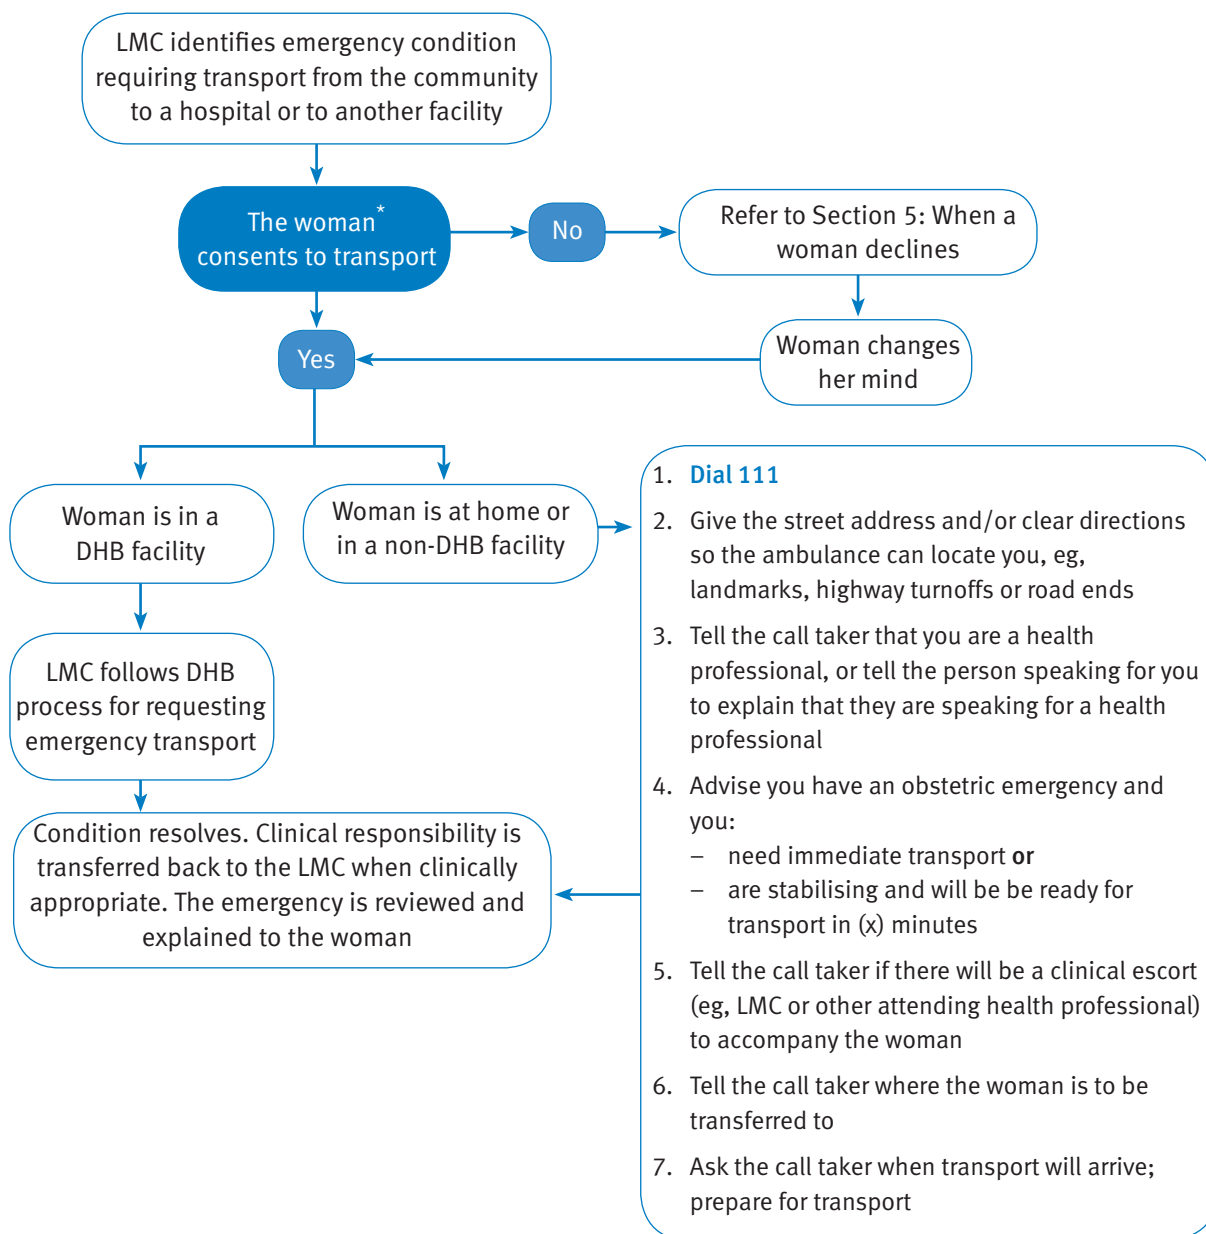 LMC identifies emergency condition
requiring transport from the community
to a hospital or to another facility
The woman*
consents to transport
No
Refer to Section 5: When a
woman declines
Woman changes
her mind
Yes
Woman is in a
DHB facility
Woman is at home or
in a non-DHB facility
LMC follows DHB
process for requesting
emergency transport
Condition resolves. Clinical responsibility is
transferred back to the LMC when clinically
appropriate. The emergency is reviewed and
explained to the woman
1. Dial 111
2. Give the street address and/or clear directions
so the ambulance can locate you, eg,
landmarks, highway turnoffs or road ends
3. Tell the call taker that you are a health
professional, or tell the person speaking for you
to explain that they are speaking for a health
professional
4. Advise you have an obstetric emergency and
you:
– need immediate transport or
– are stabilising and will be be ready for
transport in (x) minutes
5. Tell the call taker if there will be a clinical escort
(eg, LMC or other attending health professional)
to accompany the woman
6. Tell the call taker where the woman is to be
transferred to
7. Ask the call taker when transport will arrive;
prepare for transport